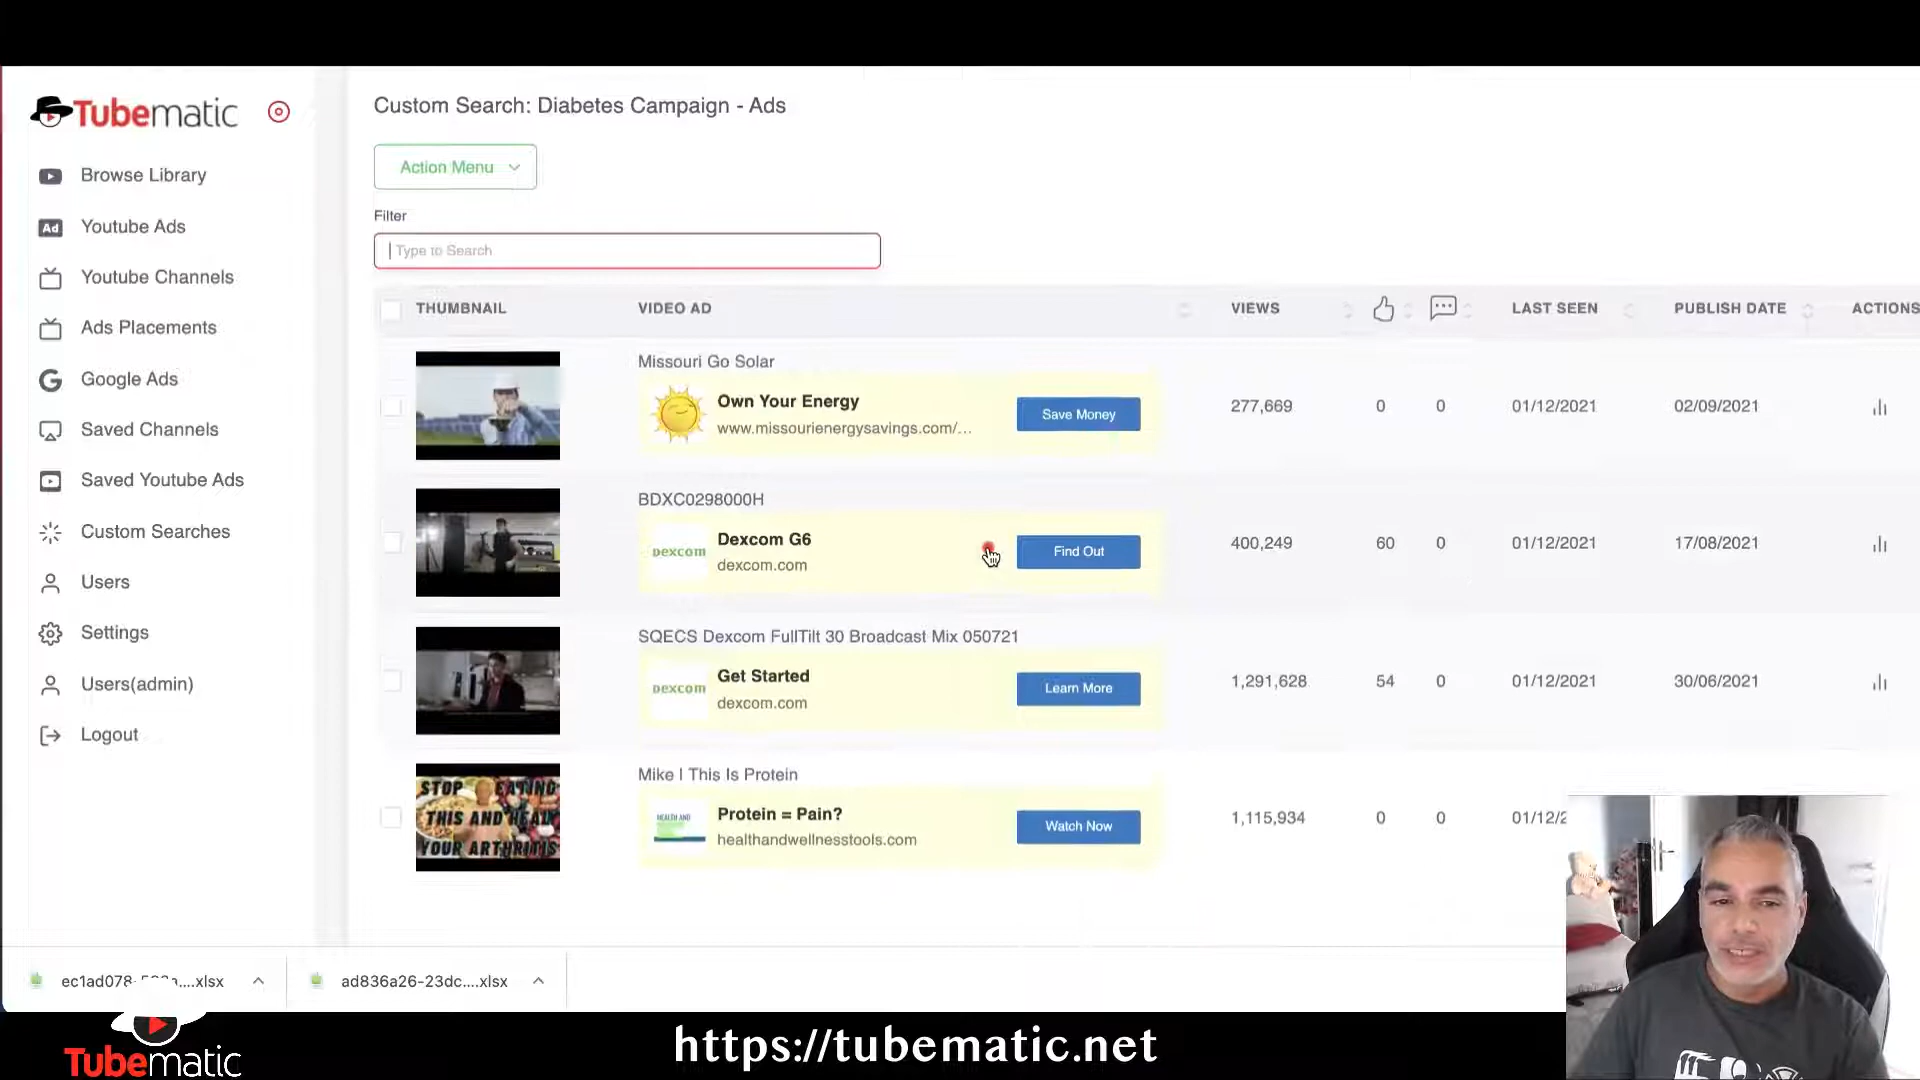 Tubematic
Browse Library
Youtube Ads
Youtube Channels
Ads Placements
Google Ads
Saved Channels
Saved Youtube Ads
Custom Searches
Users
Settings
Users(admin)
Logout
Custom Search: Diabetes Campaign - Ads
Action Menu
Filter
Type to Search
THUMBNAIL VIDEO AD VIEWS LAST SEEN PUBLISH DATE ACTIONS
Missouri Go Solar
Own Your Energy
www.missourienergysavings.com/...
Save Money
277,669 0 0 01/12/2021 02/09/2021
BDXC0298000H
Dexcom
Dexcom G6
dexcom.com
Find Out
400,249 60 0 01/12/2021 17/08/2021
SQECS Dexcom FullTilt 30 Broadcast Mix 050721
Dexcom
Get Started
dexcom.com
Learn More
1,291,628 54 0 01/12/2021 30/06/2021
STOP EATING
THIS AND HEAL
YOUR ARTHRITIS
Mike I This Is Protein
HEALTH AND
Protein = Pain?
healthandwellnesstools.com
Watch Now
1,115,934 0 0 01/12/2
ad836a26-23dc....xlsx
Tubematic
https://tubematic.net